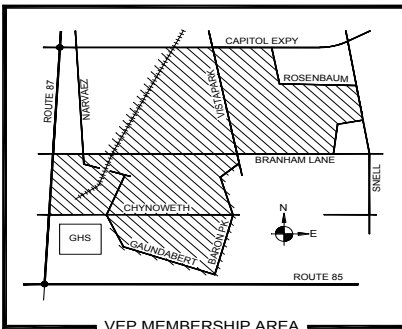 CAPITOL EXPY
ROSENBAUM
ROUTE 87
NARVAEZ
VISTAPARK
BRANHAM LANE
SNELL
CHYNOWETH
GHS
GAUNDABERT
BARON PK
N
E
ROUTE 85
VEP MEMBERSHIP AREA